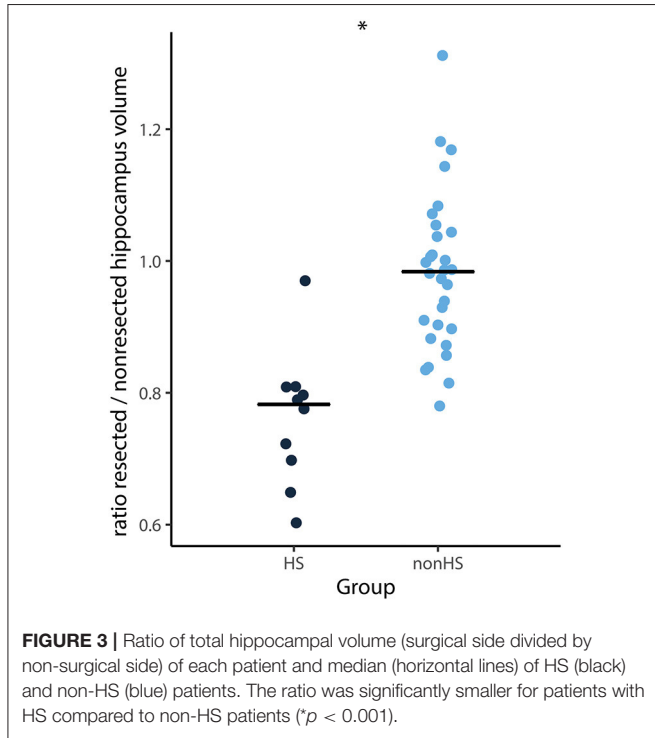 *
ratio resected / nonresected hippocampus volume
1.2
1.0
0.8
0.6
HS nonHS
Group
FIGURE 3 | Ratio of total hippocampal volume (surgical side divided by
non-surgical side) of each patient and median (horizontal lines) of HS (black)
and non-HS (blue) patients. The ratio was significantly smaller for patients with
HS compared to non-HS patients (*p < 0.001).